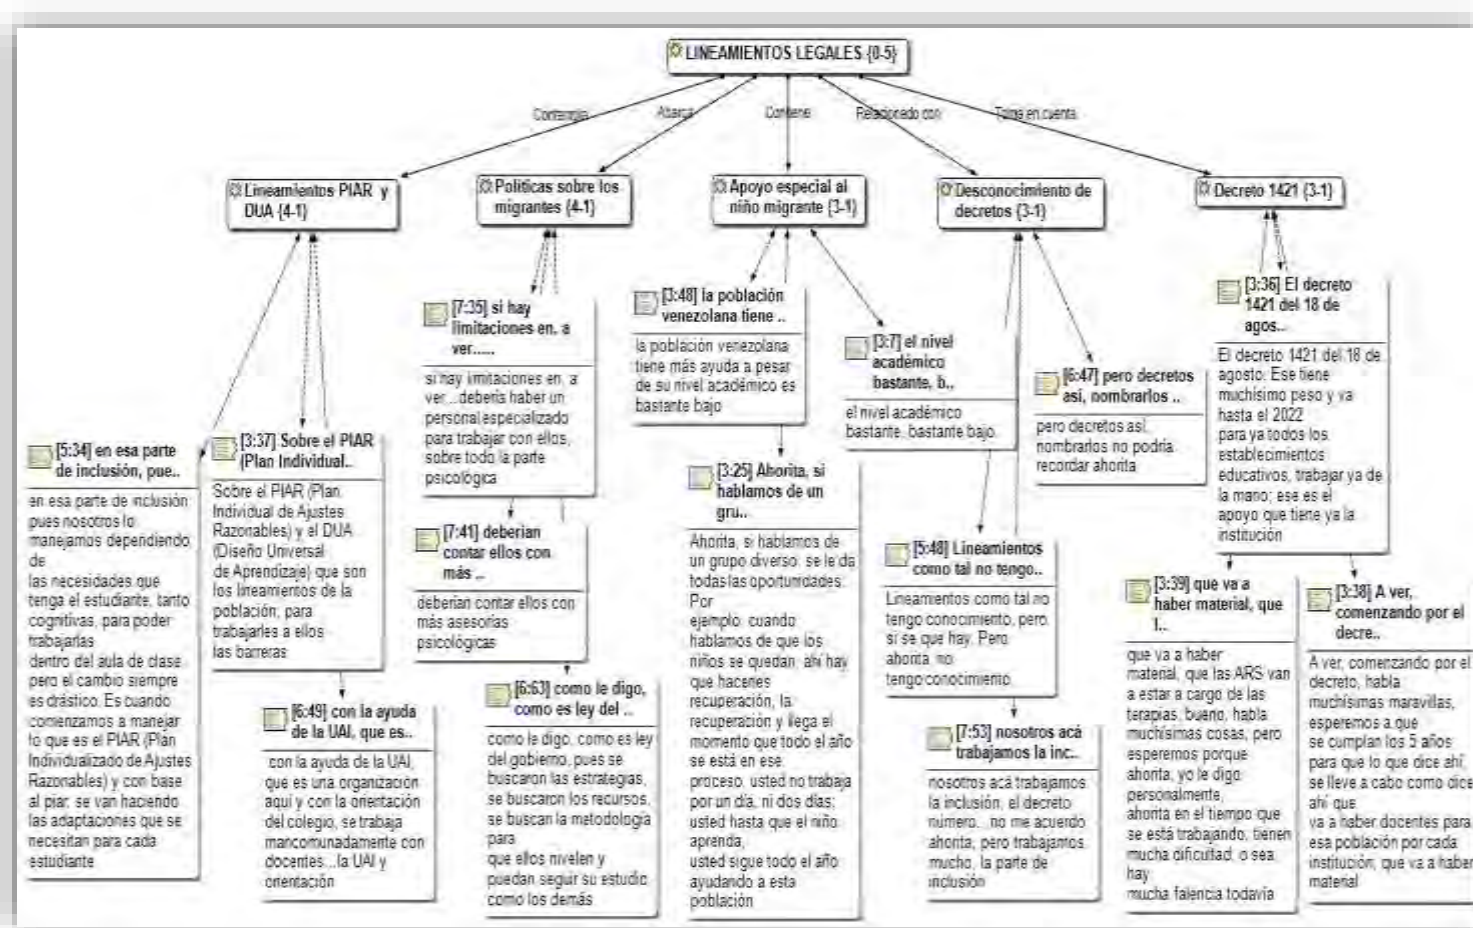 LINEAMIENTOS LEGALES {0-5}
Contempla
Abarca
Contiene
Relacionado con
Toma en cuenta
Lineamientos PIAR y
DUA {4-1}
Políticas sobre los
migrantes {4-1}
Apoyo especial al
niño migrante {3-1}
Desconocimiento de
decretos {3-1}
Decreto 1421 {3-1}
[5:34] en esa parte
de inclusión, pue..
en esa parte de inclusión
pues nosotros lo
manejamos dependiendo
de
las necesidades que
tenga el estudiante, tanto
cognitivas, para poder
trabajarlas
dentro del aula de clase
pero el cambio siempre
es drástico. Es cuando
comenzamos a manejar
lo que es el PIAR (Plan
Individualizado de Ajustes
Razonables) y con base
al piar, se van haciendo
las adaptaciones que se
necesitan para cada
estudiante
[3:37] Sobre el PIAR
(Plan Individual..
Sobre el PIAR (Plan
Individual de Ajustes
Razonables) y el DUA
(Diseño Universal
de Aprendizaje) que son
los lineamientos de la
población, para
trabajarles a ellos
las barreras
[6:49] con la ayuda
de la UAI, que es..
con la ayuda de la UAI,
que es una organización
aquí y con la orientación
del colegio, se trabaja
mancomunadamente con
docentes...la UAI y
orientación
[7:35] si hay
limitaciones en, a
ver.....
si hay limitaciones en, a
ver...debería haber un
personal especializado
para trabajar con ellos,
sobre todo la parte
psicológica
[7:41] deberían
contar ellos con
más ..
deberían contar ellos con
más asesorías
psicológicas
[6:63] como le digo,
como es ley del ..
como le digo, como es ley
del gobierno, pues se
buscaron las estrategias,
se buscaron los recursos,
se buscan la metodología
para
que ellos nivelen y
puedan seguir su estudio
como los demás
[3:48] la población
venezolana tiene ..
la población venezolana
tiene más ayuda a pesar
de su nivel académico es
bastante bajo
[3:7] el nivel
académico
bastante, b..
el nivel académico
bastante, bastante bajo
[3:25] Ahorita, si
hablamos de un
gru..
Ahorita, si hablamos de
un grupo diverso, se le da
todas las oportunidades.
Por
ejemplo, cuando
hablamos de que los
niños se quedan, ahí hay
que hacerles
recuperación, la
recuperación y llega el
momento que todo el año
se está en ese
proceso, usted no trabaja
por un día, ni dos días;
usted hasta que el niño
aprenda,
usted sigue todo el año
ayudando a esta
población
[6:47] pero decretos
así, nombrarlos ..
pero decretos así,
nombrarlos no podría
recordar ahorita
[5:48] Lineamientos
como tal no tengo..
Lineamientos como tal no
tengo conocimiento, pero
si se que hay. Pero
ahorita, no
tengo conocimiento
[7:53] nosotros acá
trabajamos la inc..
nosotros acá trabajamos
la inclusión, el decreto
número...no me acuerdo
ahorita, pero trabajamos
mucho, la parte de
inclusión
[3:36] El decreto
1421 del 18 de
agos..
El decreto 1421 del 18 de
agosto. Ese tiene
muchísimo peso y va
hasta el 2022
para ya todos los
establecimientos
educativos, trabajar ya de
la mano; ese es el
apoyo que tiene ya la
institución
[3:39] que va a
haber material, que
l..
que va a haber
material, que las ARS van
a estar a cargo de las
terapias, bueno, habla
muchísimas cosas, pero
esperemos porque
ahorita, yo le digo
personalmente,
ahorita en el tiempo que
se está trabajando, tienen
mucha dificultad, o sea,
hay
mucha falencia todavía
[3:38] A ver,
comenzando por el
decre..
A ver, comenzando por el
decreto, habla
muchísimas maravillas,
esperemos a que
se cumplan los 5 años
para que lo que dice ahí,
se lleve a cabo como dice
ahí que
va a haber docentes para
esa población por cada
institución, que va a haber
material